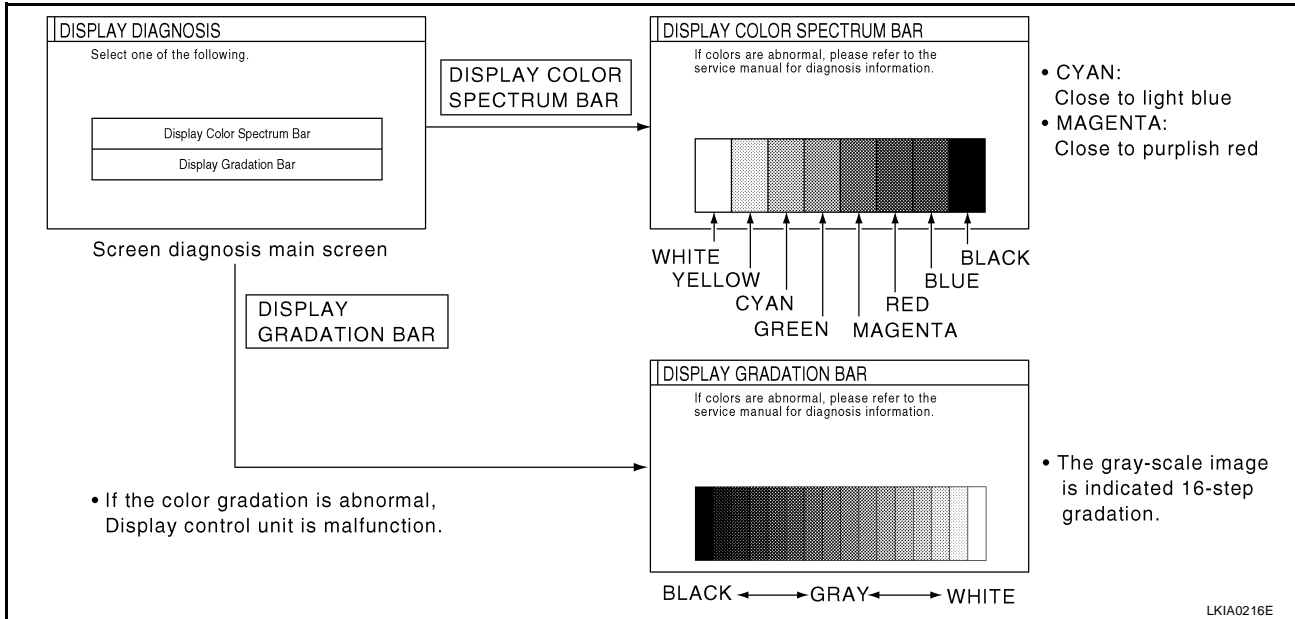 DISPLAY DIAGNOSIS
Select one of the following.
Display Color Spectrum Bar
Display Gradation Bar
Screen diagnosis main screen
DISPLAY COLOR
SPECTRUM BAR
DISPLAY COLOR SPECTRUM BAR
If colors are abnormal, please refer to the
service manual for diagnosis information.
WHITE
YELLOW
CYAN
GREEN
MAGENTA
RED
BLUE
BLACK
• CYAN:
Close to light blue
• MAGENTA:
Close to purplish red
DISPLAY
GRADATION BAR
• If the color gradation is abnormal,
Display control unit is malfunction.
DISPLAY GRADATION BAR
If colors are abnormal, please refer to the
service manual for diagnosis information.
BLACK GRAY WHITE
• The gray-scale image
is indicated 16-step
gradation.
LKIA0216E